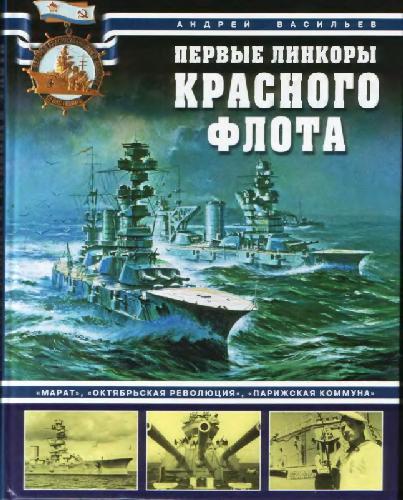 АНДРЕЙ ВАСИЛЬЕВ
ПЕРВЫЕ ЛИНКОРЫ
КРАСНОГО
ФЛОТА
«МАРАТ», «ОКТЯБРЬСКАЯ РЕВОЛЮЦИЯ», «ПАРИЖСКАЯ КОММУНА»